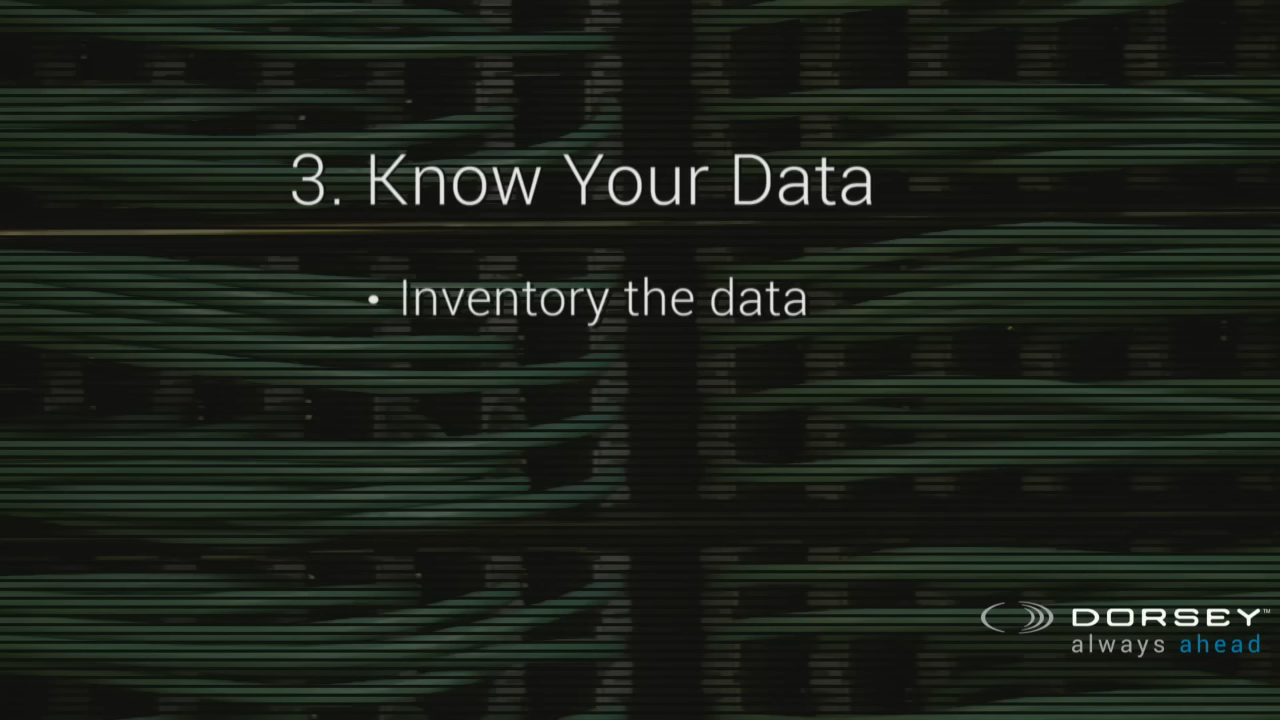 3. Know Your Data
• Inventory the data
DORSEY™
always ahead